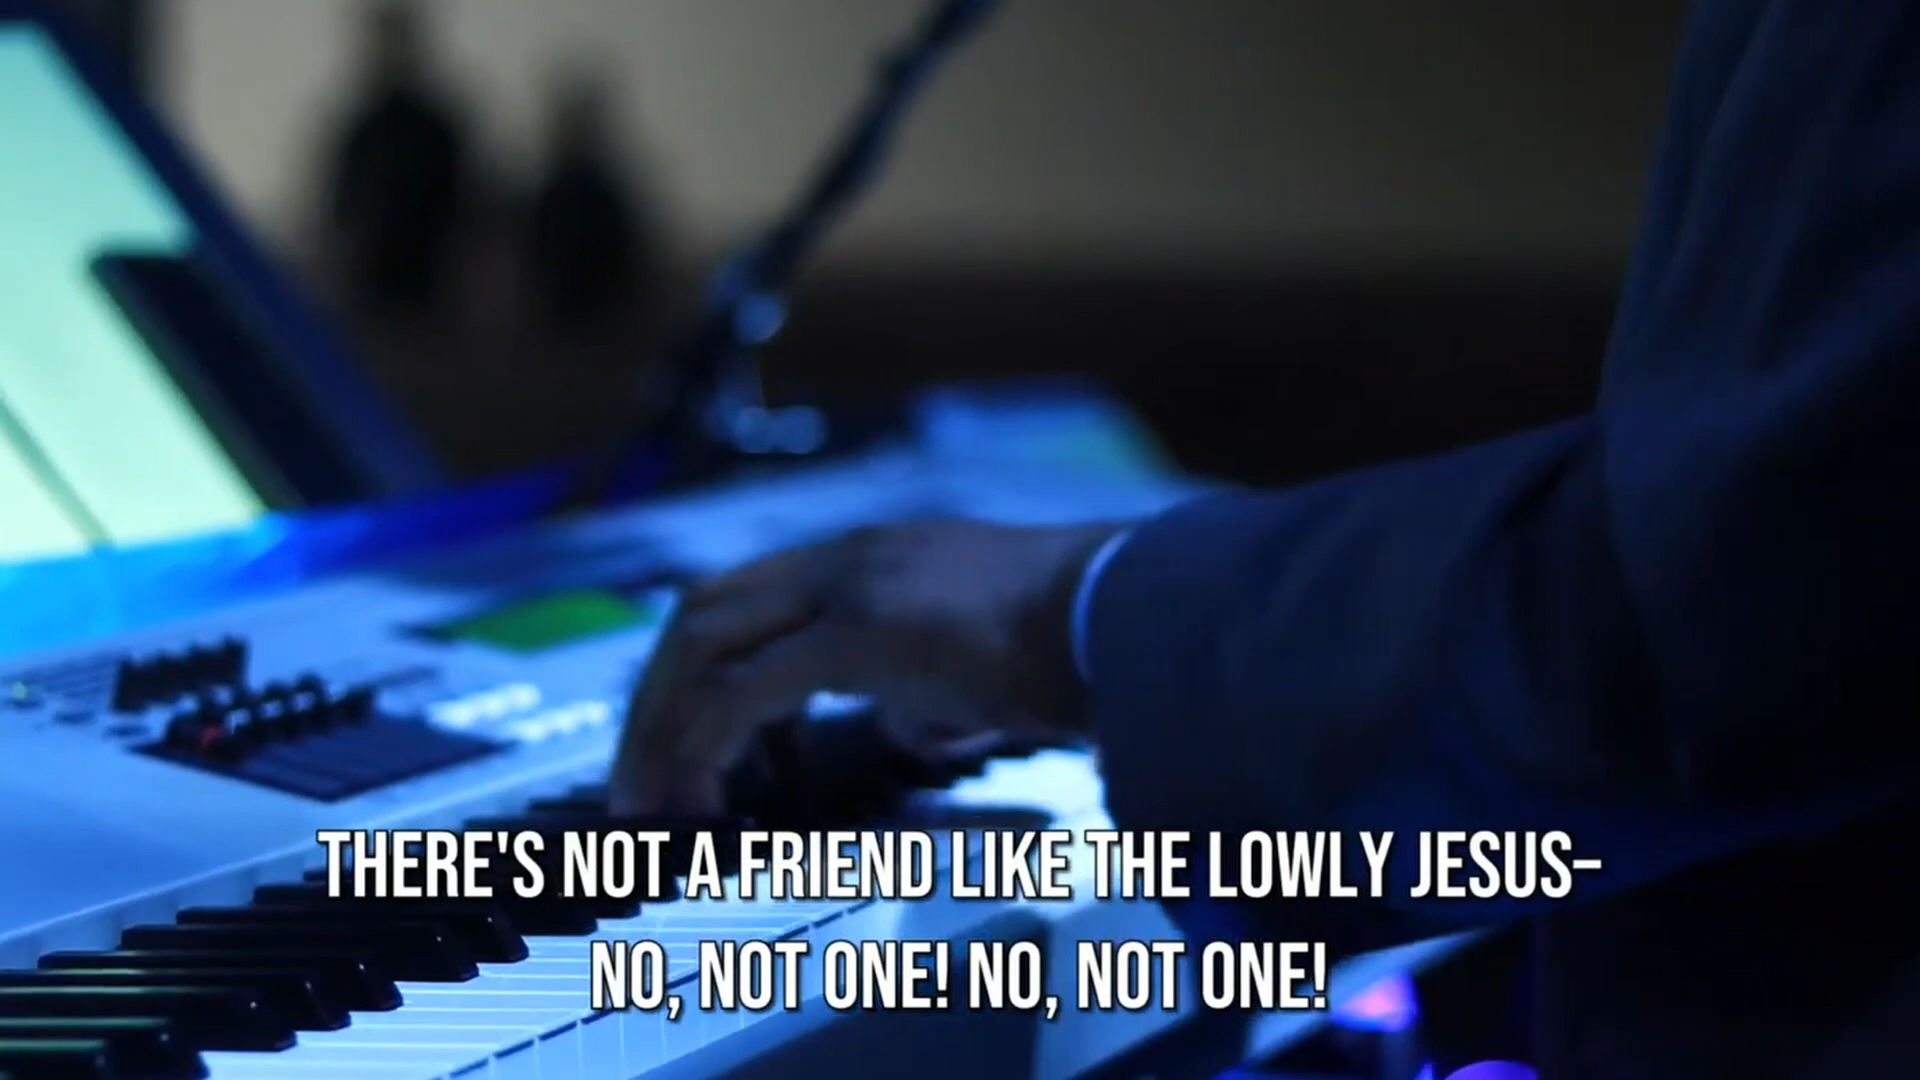 THERE'S NOT A FRIEND LIKE THE LOWLY JESUS–
NO, NOT ONE! NO, NOT ONE!